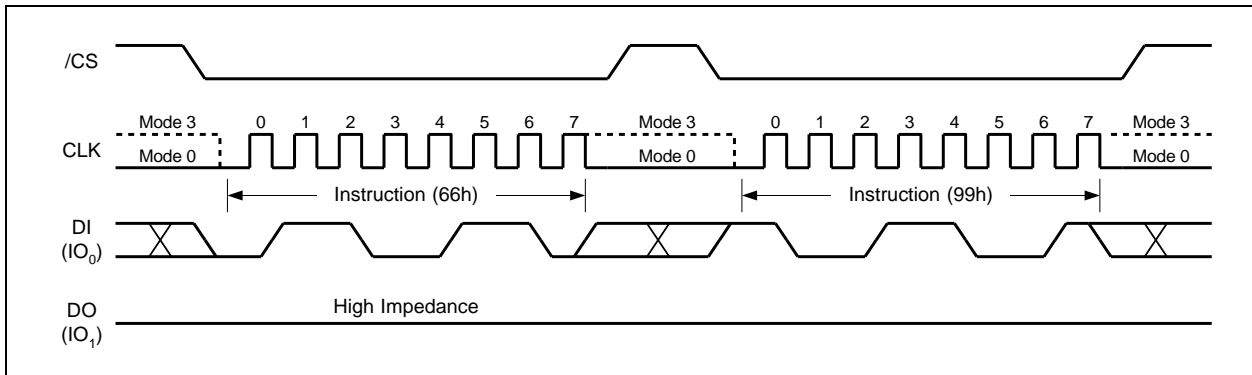 /CS
Mode 3 0 1 2 3 4 5 6 7 Mode 3 0 1 2 3 4 5 6 7 Mode 3
CLK Mode 0 Mode 0 Mode 0
Instruction (66h) Instruction (99h)
DI
(IO0)
High Impedance
DO
(IO1)